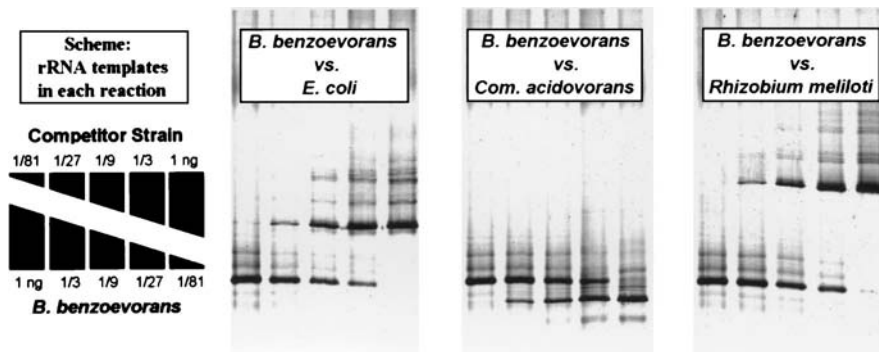 Scheme:
rRNA templates
in each reaction
Competitor Strain
1/81 1/27 1/9 1/3 1 ng
1 ng 1/3 1/9 1/27 1/81
B. benzoevorans
B. benzoevorans
vs.
E. coli
B. benzoevorans
vs.
Com. acidovorans
B. benzoevorans
vs.
Rhizobium meliloti